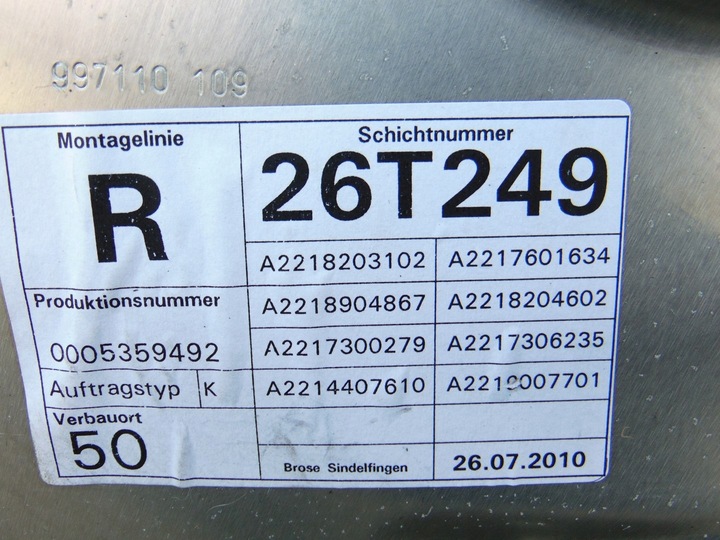 997110 109
Montagelinie
R
Schichtnummer
26T249
A2218203102 A2217601634
Produktionsnummer
A2218904867 A2218204602
0005359492
A2217300279 A2217306235
Auftragstyp K
A2214407610
Verbauort
50
Brose Sindelfingen
26.07.2010